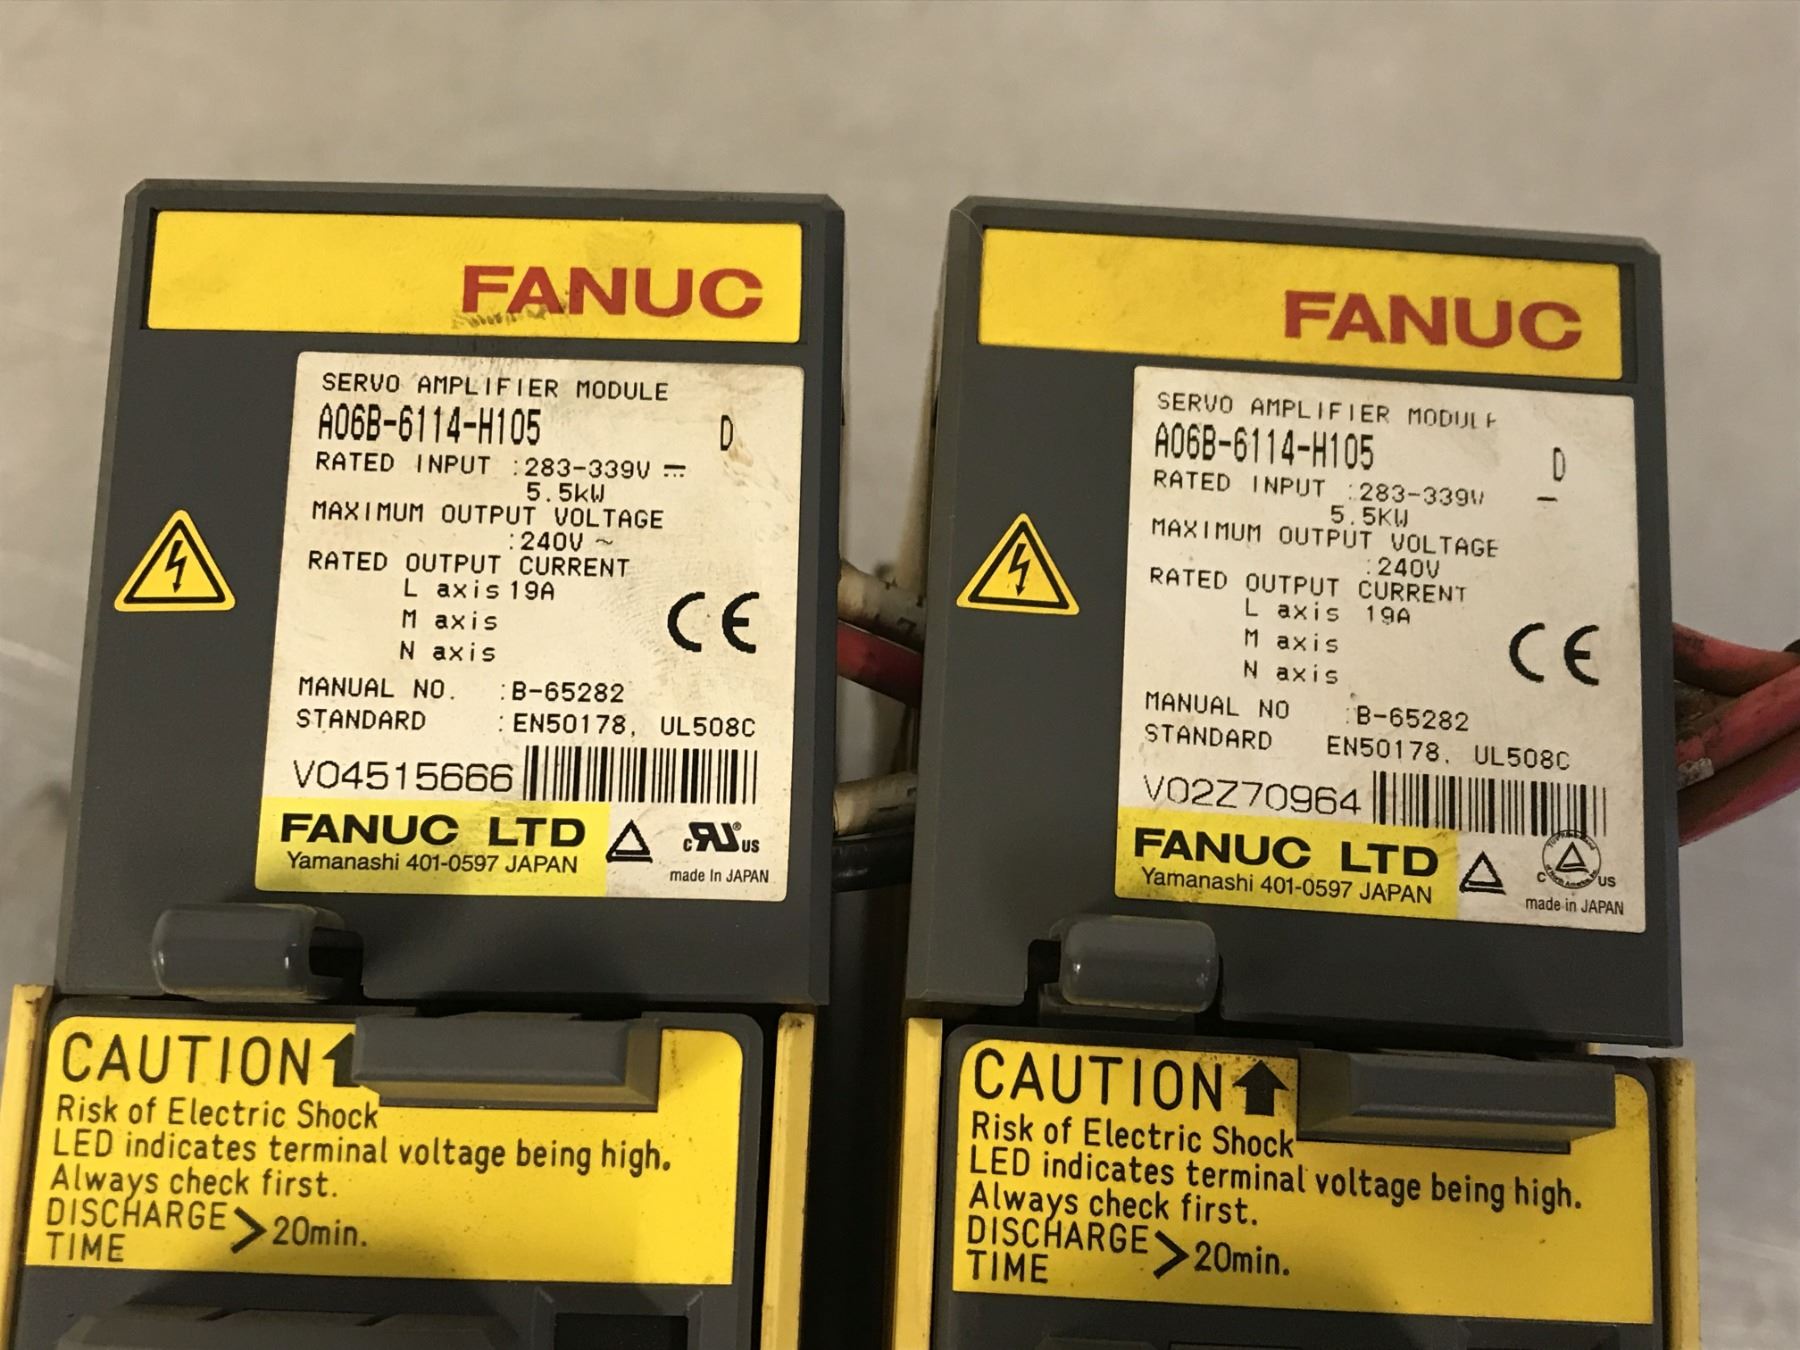 FANUC
SERVO AMPLIFIER MODULE
A06B-6114-H105 D
RATED INPUT :283-339V ⎓
5.5kW
MAXIMUM OUTPUT VOLTAGE
:240V ~
RATED OUTPUT CURRENT
L axis 19A
M axis
N axis
CE
MANUAL NO. :B-65282
STANDARD :EN50178, UL508C
V04515666
FANUC LTD
Yamanashi 401-0597 JAPAN
c RU ® US
made In JAPAN
CAUTION
Risk of Electric Shock
LED indicates terminal voltage being high.
Always check first.
DISCHARGE
TIME > 20min.
FANUC
SERVO AMPLIFIER MODULE
A06B-6114-H105 D
RATED INPUT :283-339V
5.5KW
MAXIMUM OUTPUT VOLTAGE
:240V
RATED OUTPUT CURRENT
L axis 19A
M axis
N axis
CE
MANUAL NO :B-65282
STANDARD EN50178, UL508C
V02Z70964
FANUC LTD
Yamanashi 401-0597 JAPAN
C US
made in JAPAN
CAUTION
Risk of Electric Shock
LED indicates terminal voltage being high.
Always check first.
DISCHARGE
TIME > 20min.